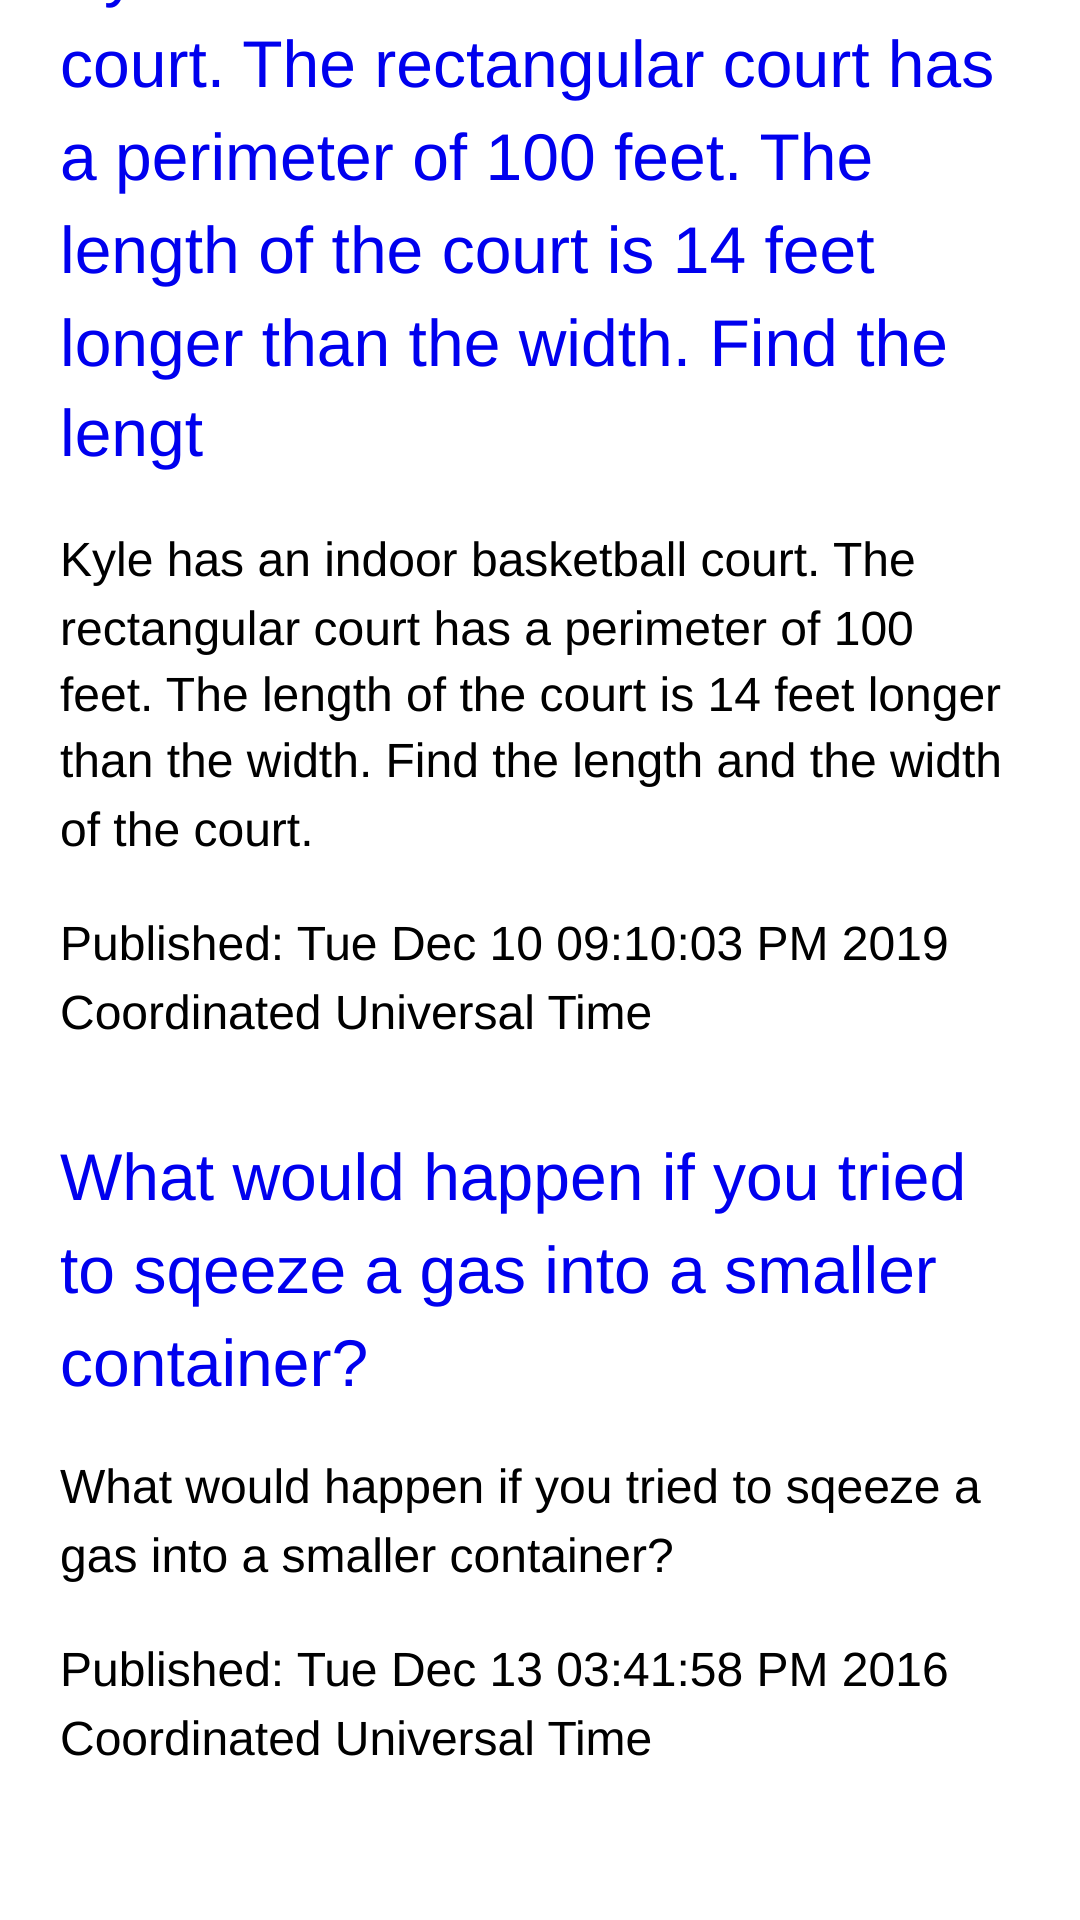 court. The rectangular court has
a perimeter of 100 feet. The
length of the court is 14 feet
longer than the width. Find the
lengt
Kyle has an indoor basketball court. The
rectangular court has a perimeter of 100
feet. The length of the court is 14 feet longer
than the width. Find the length and the width
of the court.
Published: Tue Dec 10 09:10:03 PM 2019
Coordinated Universal Time
What would happen if you tried
to sqeeze a gas into a smaller
container?
What would happen if you tried to sqeeze a
gas into a smaller container?
Published: Tue Dec 13 03:41:58 PM 2016
Coordinated Universal Time